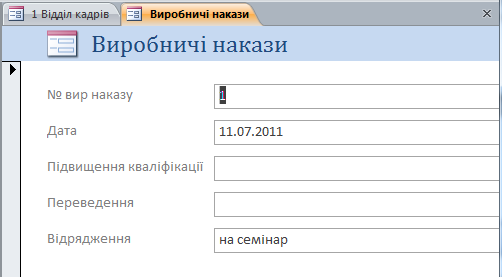 1 Відділ кадрів Виробничі накази
Виробничі накази
№ вир наказу 1
Дата 11.07.2011
Підвищення кваліфікації
Переведення
Відрядження на семінар